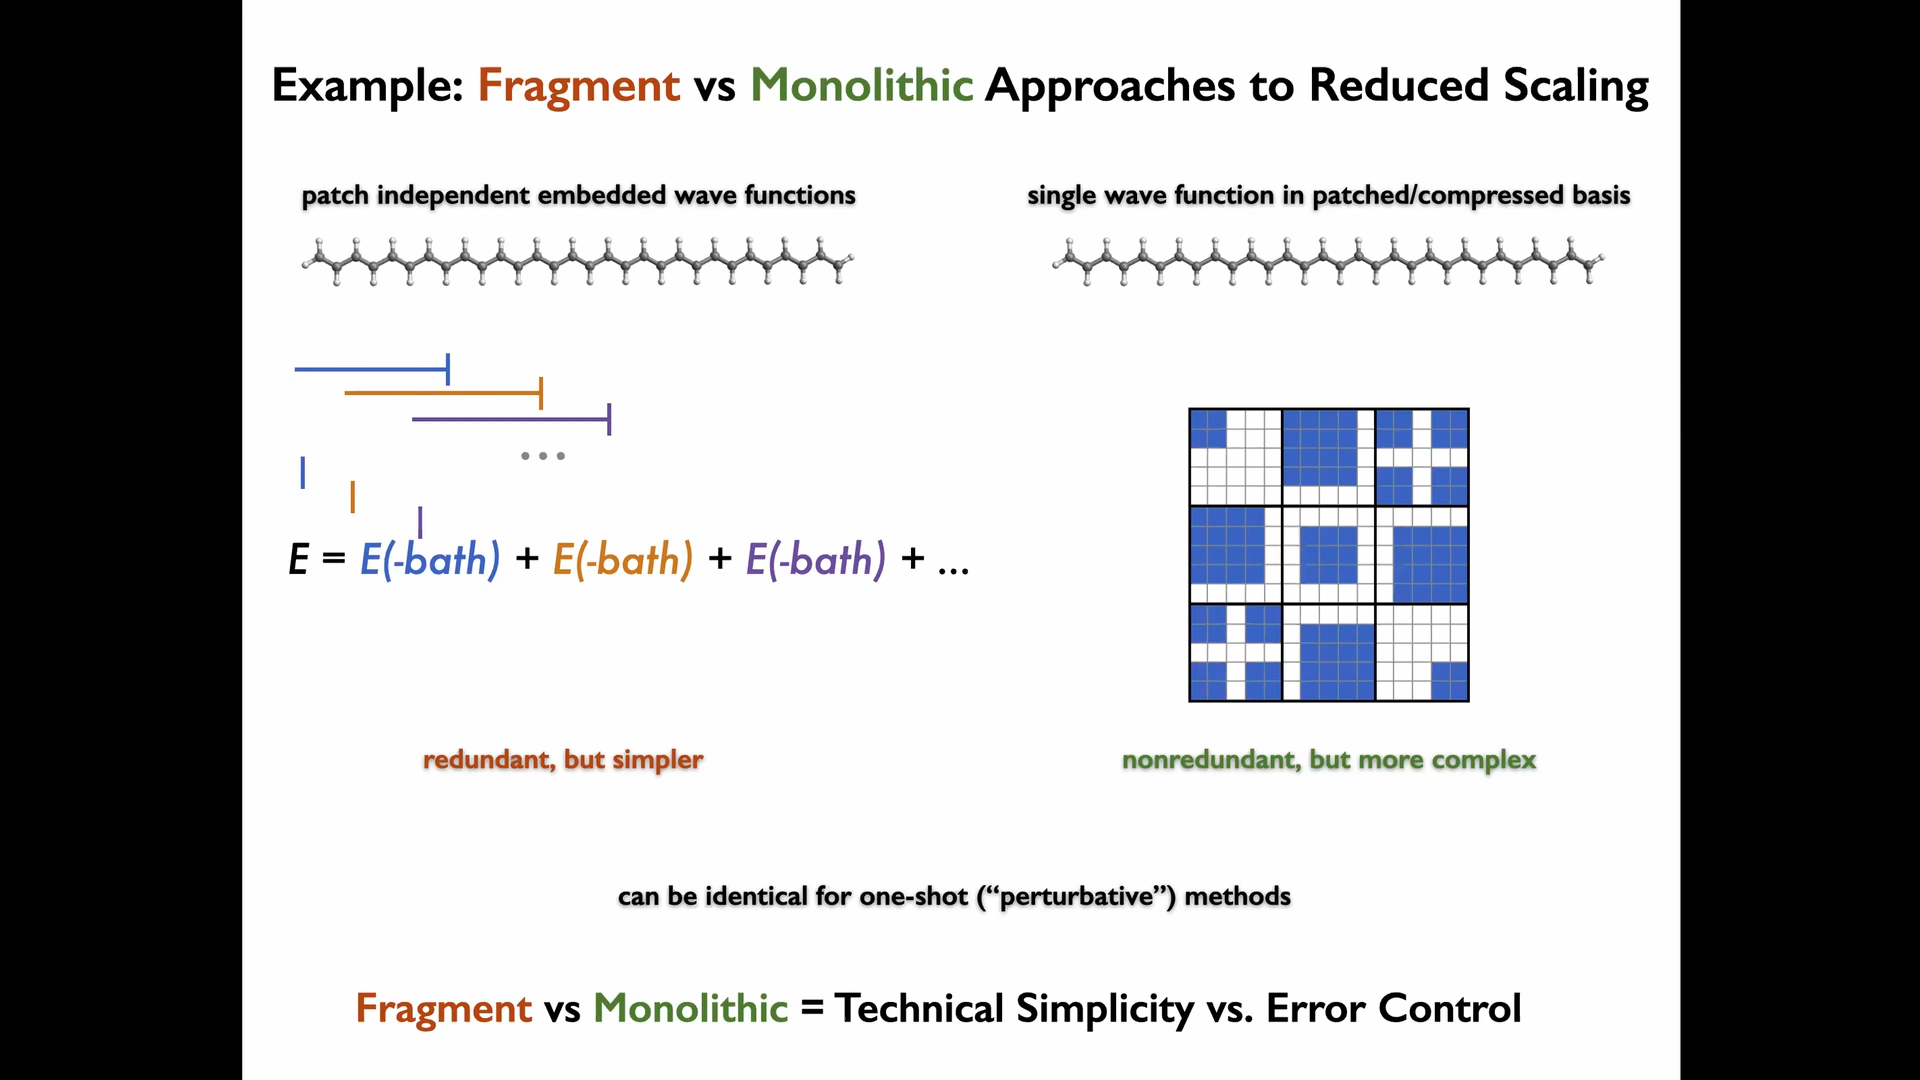 Example: Fragment vs Monolithic Approaches to Reduced Scaling
patch independent embedded wave functions
single wave function in patched/compressed basis
...
E = E(-bath) + E(-bath) + E(-bath) + ...
redundant, but simpler
nonredundant, but more complex
can be identical for one-shot (“perturbative”) methods
Fragment vs Monolithic = Technical Simplicity vs. Error Control